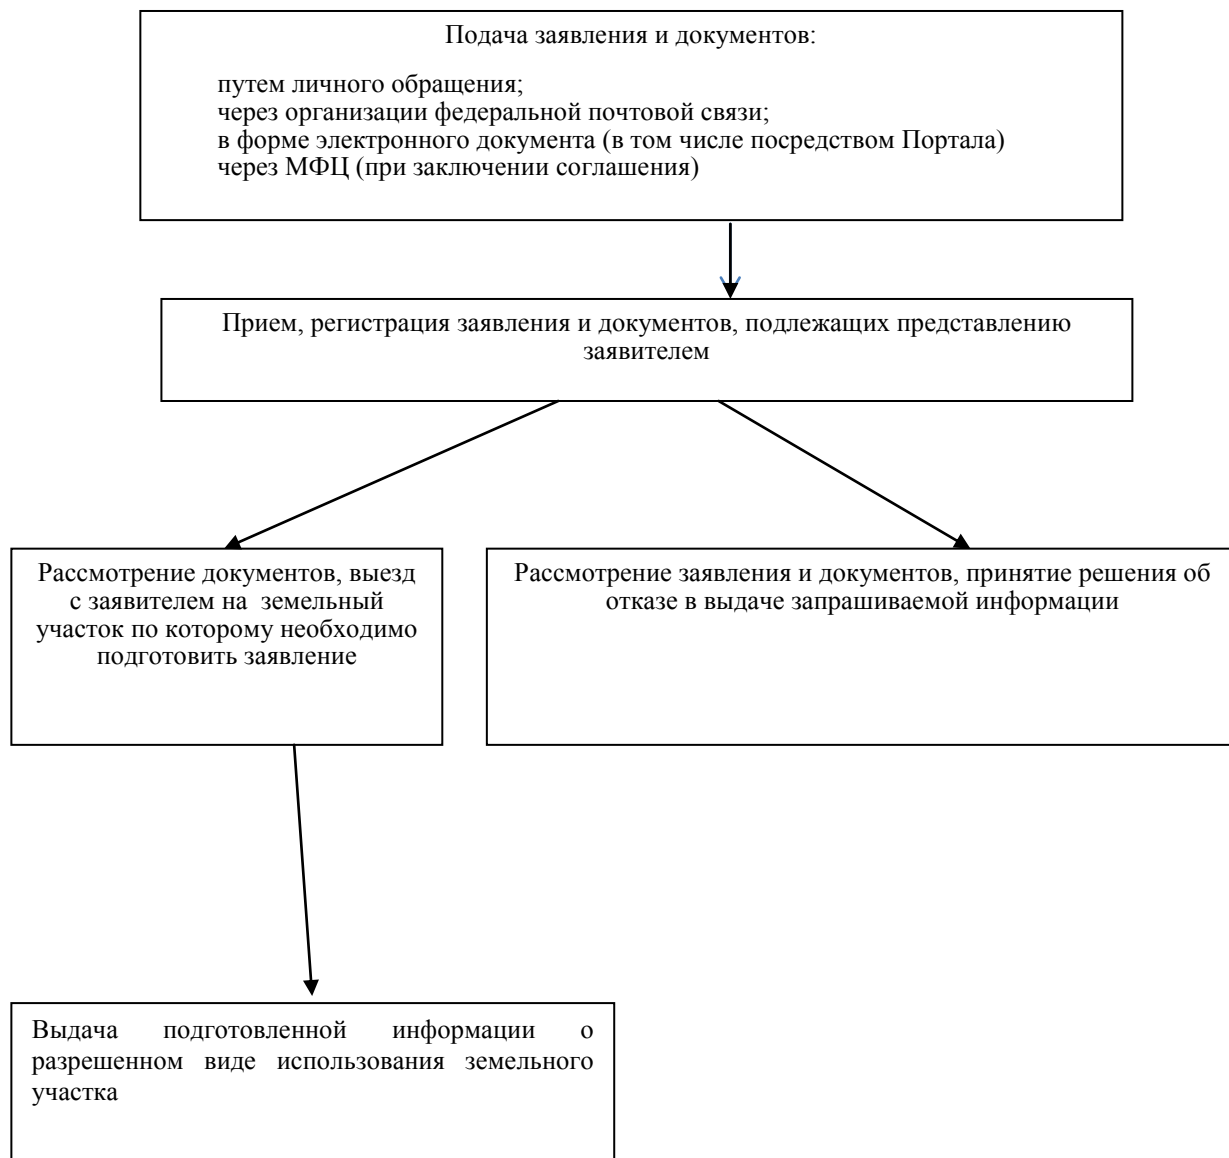 Подача заявления и документов:
путем личного обращения;
через организации федеральной почтовой связи;
в форме электронного документа (в том числе посредством Портала)
через МФЦ (при заключении соглашения)
Прием, регистрация заявления и документов, подлежащих представлению
заявителем
Рассмотрение документов, выезд
с заявителем на земельный
участок по которому необходимо
подготовить заявление
Рассмотрение заявления и документов, принятие решения об
отказе в выдаче запрашиваемой информации
Выдача подготовленной информации о
разрешенном виде использования земельного
участка